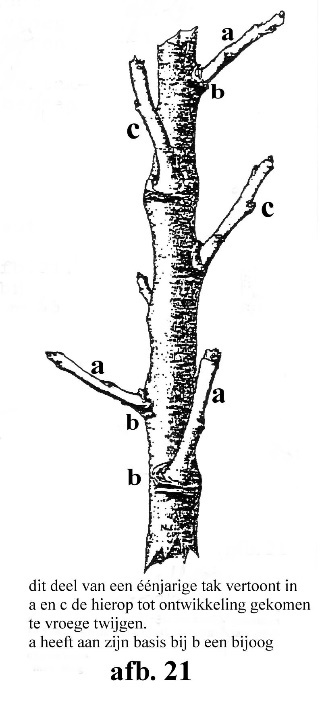 a
b
c
c
a
a
b
b
dit deel van een éénjarige tak vertoont in
a en c de hierop tot ontwikkeling gekomen
te vroege twijgen.
a heeft aan zijn basis bij b een bijoog
afb. 21